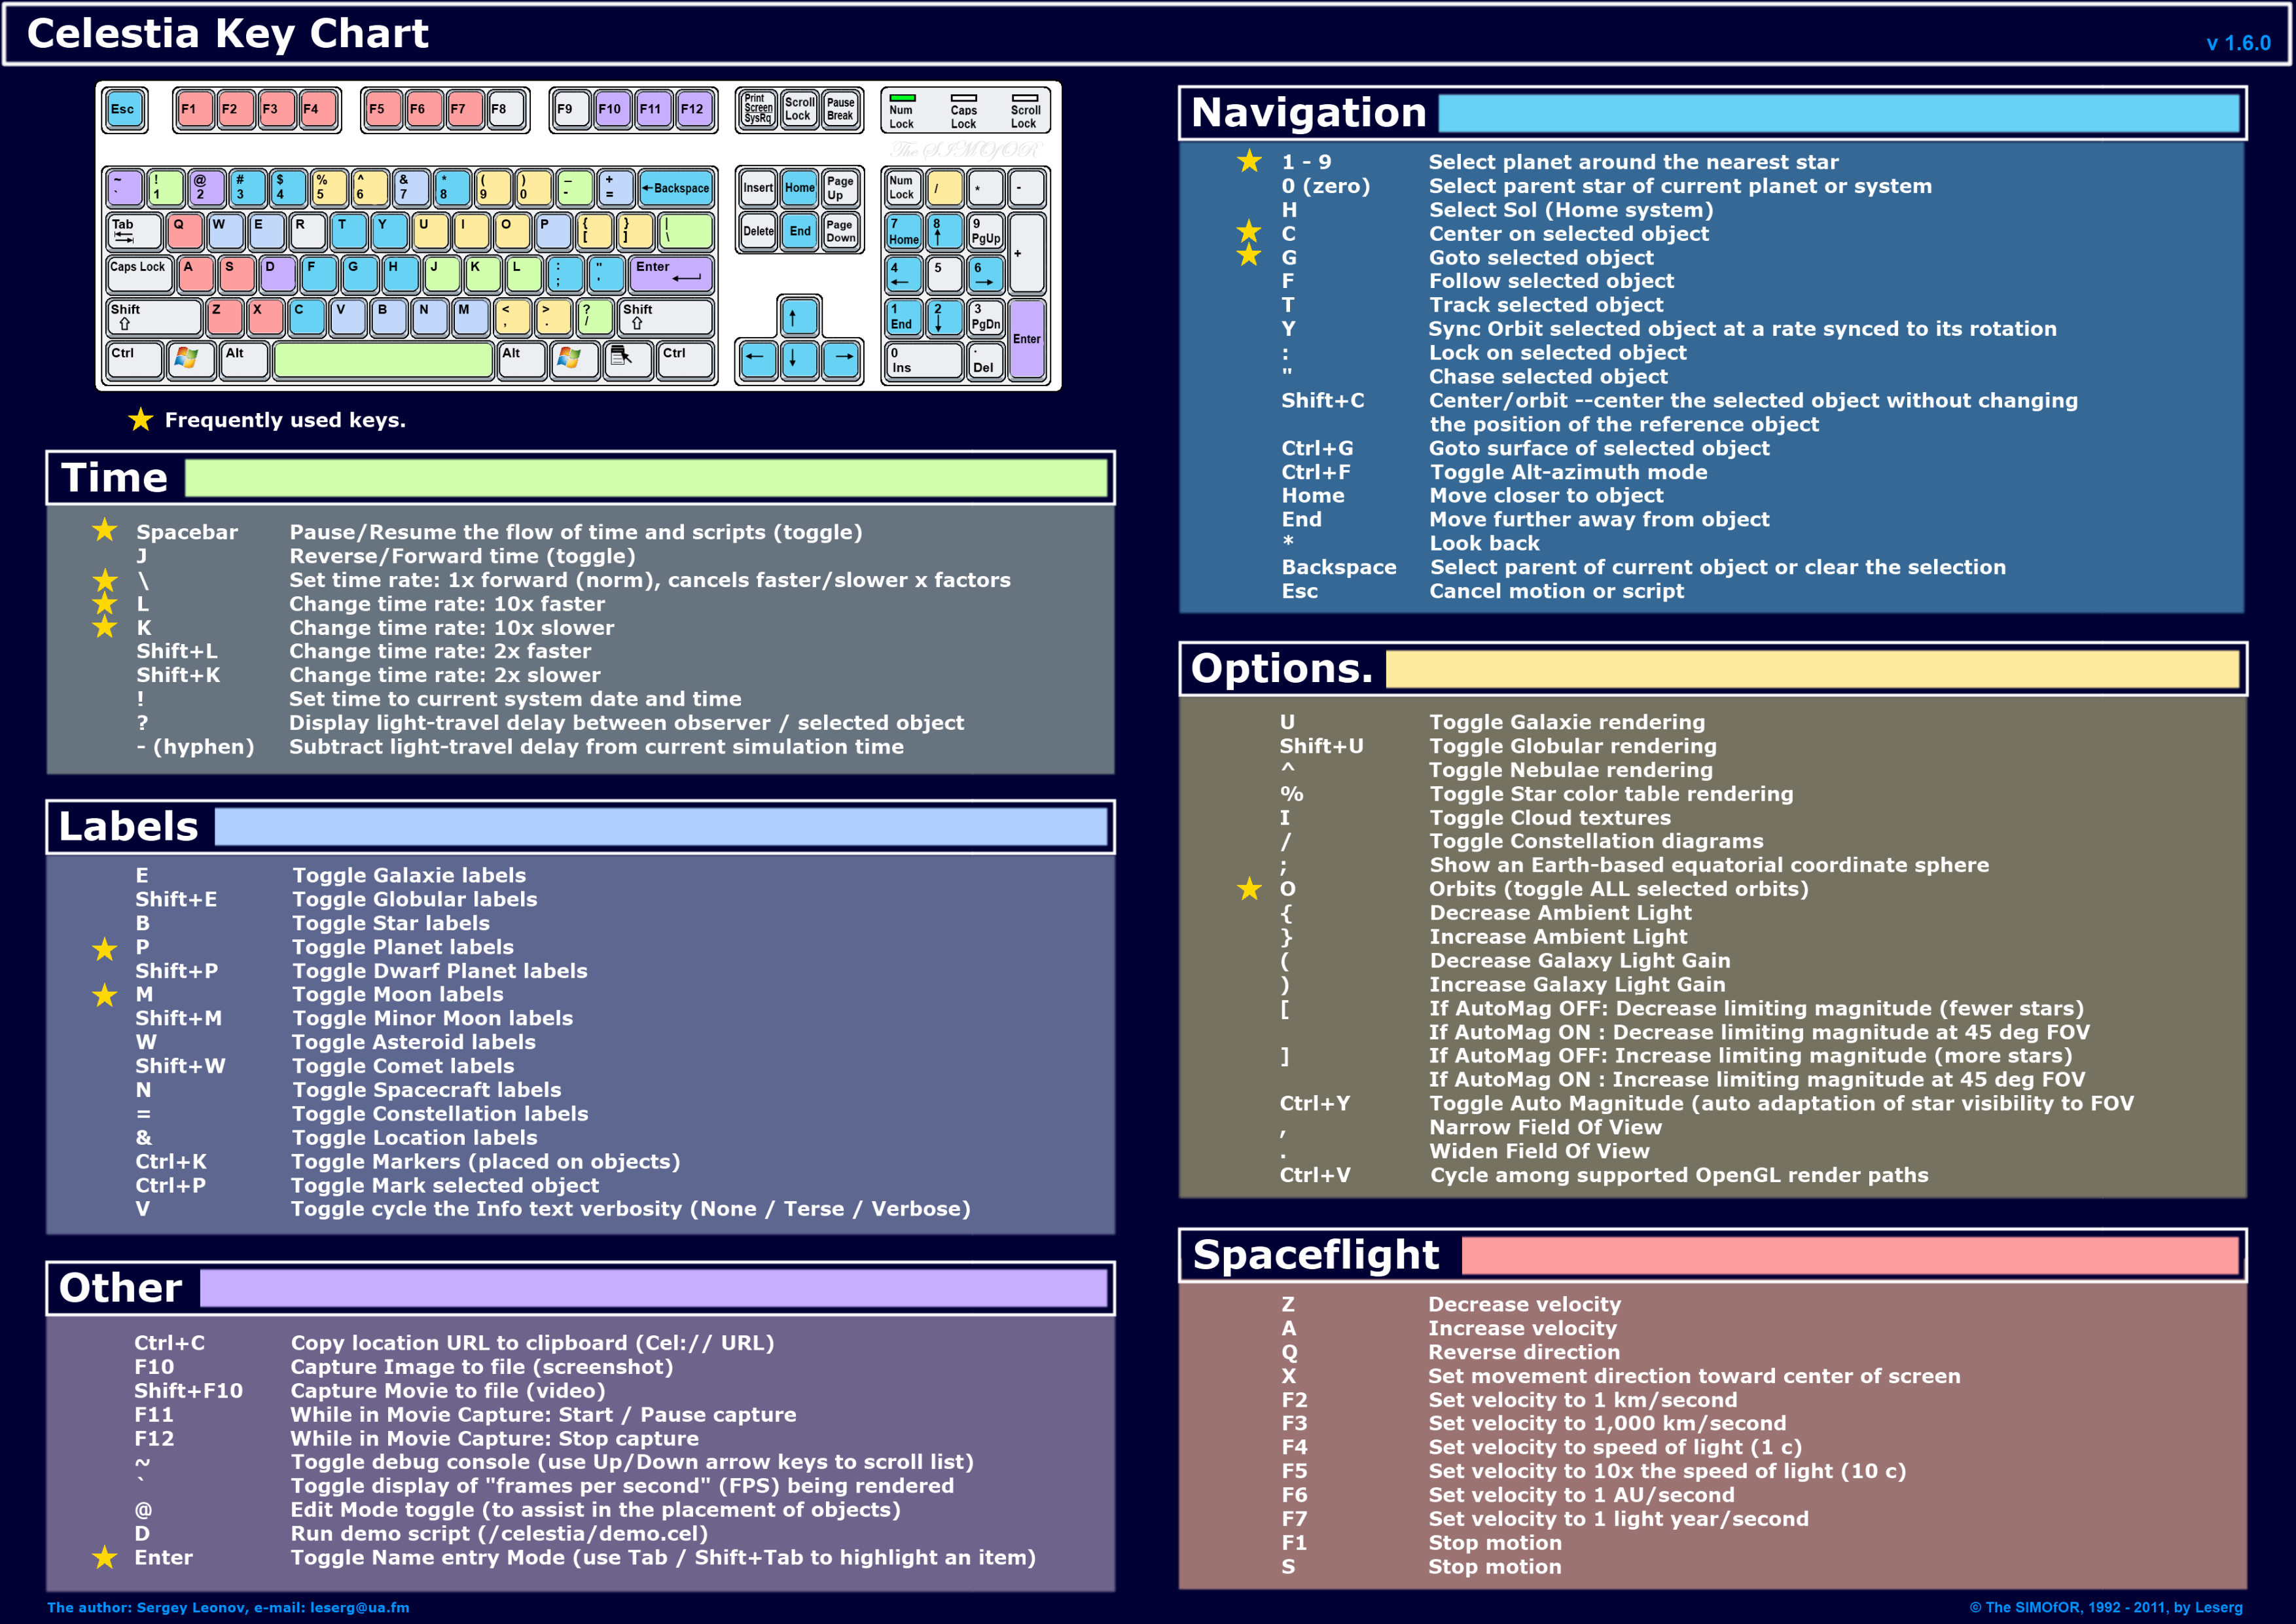 Celestia Key Chart
v 1.6.0
Esc F1 F2 F3 F4 F5 F6 F7 F8 F9 F10 F11 F12
Print Screen SysRq
Scroll Lock
Pause Break
Num Lock
Caps Lock
Scroll Lock
The SIMOfOR
~ ` ! 1 @ 2 # 3 $ 4 % 5 ^ 6 & 7 * 8 ( 9 ) 0 _ - + = ←Backspace
Insert Home Page Up
Num Lock / * -
Tab Q W E R T Y U I O P { [ } ] | \
Delete End Page Down
7 Home 8 ↑ 9 PgUp +
Caps Lock A S D F G H J K L : ; " ' Enter
4 ← 5 6 →
Shift Z X C V B N M < , > . ? / Shift
↑
1 End 2 ↓ 3 PgDn Enter
Ctrl Alt Alt Ctrl
← ↓ →
0 Ins . Del
Frequently used keys.
Time
Spacebar Pause/Resume the flow of time and scripts (toggle)
J Reverse/Forward time (toggle)
\ Set time rate: 1x forward (norm), cancels faster/slower x factors
L Change time rate: 10x faster
K Change time rate: 10x slower
Shift+L Change time rate: 2x faster
Shift+K Change time rate: 2x slower
! Set time to current system date and time
? Display light-travel delay between observer / selected object
- (hyphen) Subtract light-travel delay from current simulation time
Labels
E Toggle Galaxie labels
Shift+E Toggle Globular labels
B Toggle Star labels
P Toggle Planet labels
Shift+P Toggle Dwarf Planet labels
M Toggle Moon labels
Shift+M Toggle Minor Moon labels
W Toggle Asteroid labels
Shift+W Toggle Comet labels
N Toggle Spacecraft labels
= Toggle Constellation labels
& Toggle Location labels
Ctrl+K Toggle Markers (placed on objects)
Ctrl+P Toggle Mark selected object
V Toggle cycle the Info text verbosity (None / Terse / Verbose)
Other
Ctrl+C Copy location URL to clipboard (Cel:// URL)
F10 Capture Image to file (screenshot)
Shift+F10 Capture Movie to file (video)
F11 While in Movie Capture: Start / Pause capture
F12 While in Movie Capture: Stop capture
~ Toggle debug console (use Up/Down arrow keys to scroll list)
` Toggle display of "frames per second" (FPS) being rendered
@ Edit Mode toggle (to assist in the placement of objects)
D Run demo script (/celestia/demo.cel)
Enter Toggle Name entry Mode (use Tab / Shift+Tab to highlight an item)
Navigation
1 - 9 Select planet around the nearest star
0 (zero) Select parent star of current planet or system
H Select Sol (Home system)
C Center on selected object
G Goto selected object
F Follow selected object
T Track selected object
Y Sync Orbit selected object at a rate synced to its rotation
: Lock on selected object
" Chase selected object
Shift+C Center/orbit --center the selected object without changing
the position of the reference object
Ctrl+G Goto surface of selected object
Ctrl+F Toggle Alt-azimuth mode
Home Move closer to object
End Move further away from object
* Look back
Backspace Select parent of current object or clear the selection
Esc Cancel motion or script
Options.
U Toggle Galaxie rendering
Shift+U Toggle Globular rendering
^ Toggle Nebulae rendering
% Toggle Star color table rendering
I Toggle Cloud textures
/ Toggle Constellation diagrams
; Show an Earth-based equatorial coordinate sphere
O Orbits (toggle ALL selected orbits)
{ Decrease Ambient Light
} Increase Ambient Light
( Decrease Galaxy Light Gain
) Increase Galaxy Light Gain
[ If AutoMag OFF: Decrease limiting magnitude (fewer stars)
If AutoMag ON : Decrease limiting magnitude at 45 deg FOV
] If AutoMag OFF: Increase limiting magnitude (more stars)
If AutoMag ON : Increase limiting magnitude at 45 deg FOV
Ctrl+Y Toggle Auto Magnitude (auto adaptation of star visibility to FOV
, Narrow Field Of View
. Widen Field Of View
Ctrl+V Cycle among supported OpenGL render paths
Spaceflight
Z Decrease velocity
A Increase velocity
Q Reverse direction
X Set movement direction toward center of screen
F2 Set velocity to 1 km/second
F3 Set velocity to 1,000 km/second
F4 Set velocity to speed of light (1 c)
F5 Set velocity to 10x the speed of light (10 c)
F6 Set velocity to 1 AU/second
F7 Set velocity to 1 light year/second
F1 Stop motion
S Stop motion
The author: Sergey Leonov, e-mail: leserg@ua.fm
© The SIMOfOR, 1992 - 2011, by Leserg